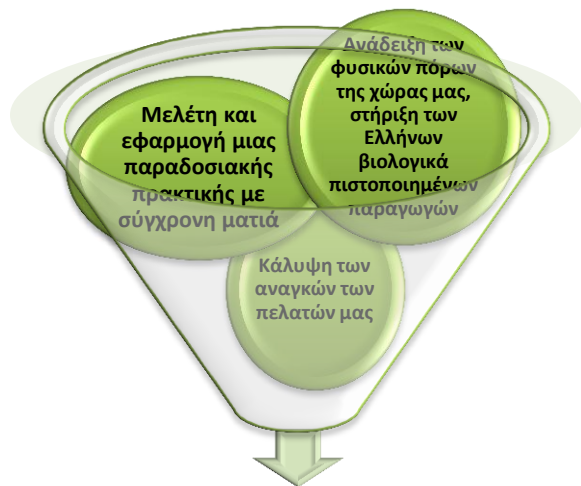 Ανάδειξη των
φυσικών πόρων
της χώρας μας,
στήριξη των
Ελλήνων
βιολογικά
πιστοποιημένων
παραγωγών
Μελέτη και
εφαρμογή μιας
παραδοσιακής
πρακτικής με
σύγχρονη ματιά
Κάλυψη των
αναγκών των
πελατών μας